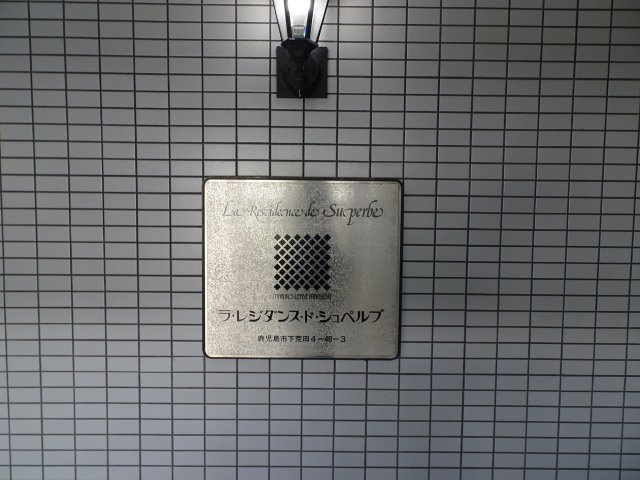 La Résidence de Superbe
ラ・レジダンス・ド・シュペルブ
鹿児島市下荒田4-48-3